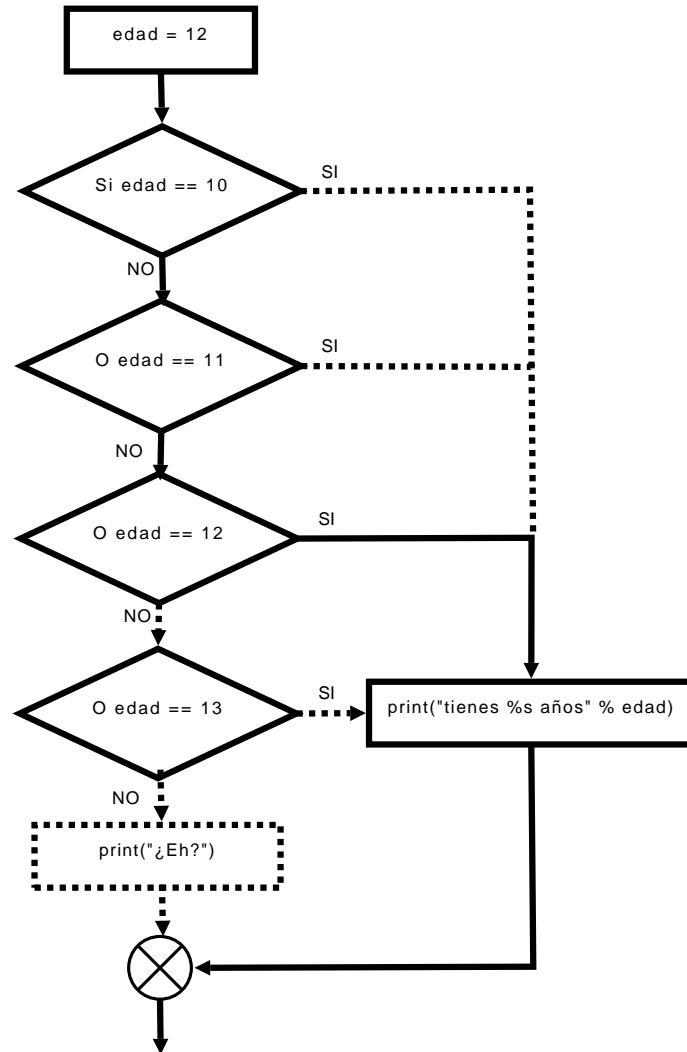 edad = 12
Si edad == 10
SI
NO
O edad == 11
SI
NO
O edad == 12
SI
NO
O edad == 13
SI
print("tienes %s años" % edad)
NO
print("¿Eh?")